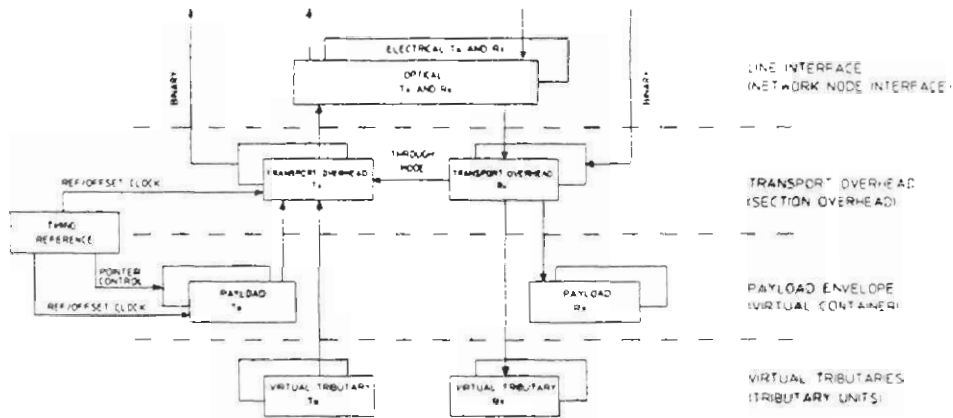 ELECTRICAL Tx AND Rx
OPTICAL
Tx AND Rx
BINARY
BINARY
LINE INTERFACE
(NETWORK NODE INTERFACE)
THROUGH
MODE
TRANSPORT OVERHEAD
Tx
TRANSPORT OVERHEAD
Rx
REF/OFFSET CLOCK
TRANSPORT OVERHEAD
(SECTION OVERHEAD)
TIMING
REFERENCE
POINTER
CONTROL
REF/OFFSET CLOCK
PAYLOAD
Tx
PAYLOAD
Rx
PAYLOAD ENVELOPE
(VIRTUAL CONTAINER)
VIRTUAL TRIBUTARY
Tx
VIRTUAL TRIBUTARY
Rx
VIRTUAL TRIBUTARIES
(TRIBUTARY UNITS)